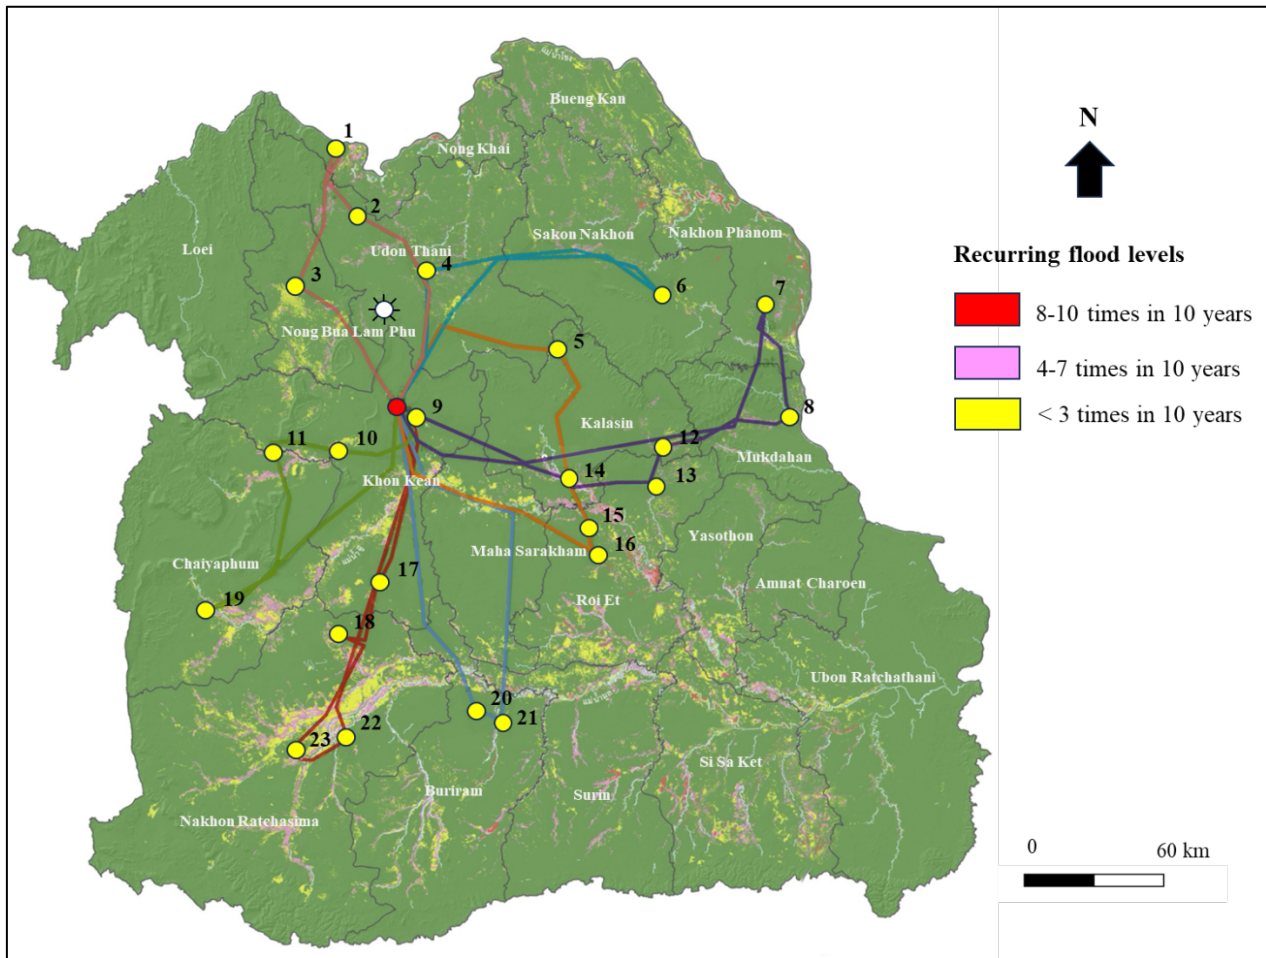 Bueng Kan
N
1
Nong Khai
2
Sakon Nakhon
Nakhon Phanom
Loei
Udon Thani
4
Recurring flood levels
3
6
7
8-10 times in 10 years
Nong Bua Lam Phu
5
4-7 times in 10 years
9
Kalasin
8
< 3 times in 10 years
11
10
12
Mukdahan
Khon Kean
14
13
15
Yasothon
Maha Sarakham
16
Chaiyaphum
17
Amnat Charoen
19
Roi Et
18
Ubon Ratchathani
20
21
22
23
Si Sa Ket
Buriram
Surin
Nakhon Ratchasima
0
60 km